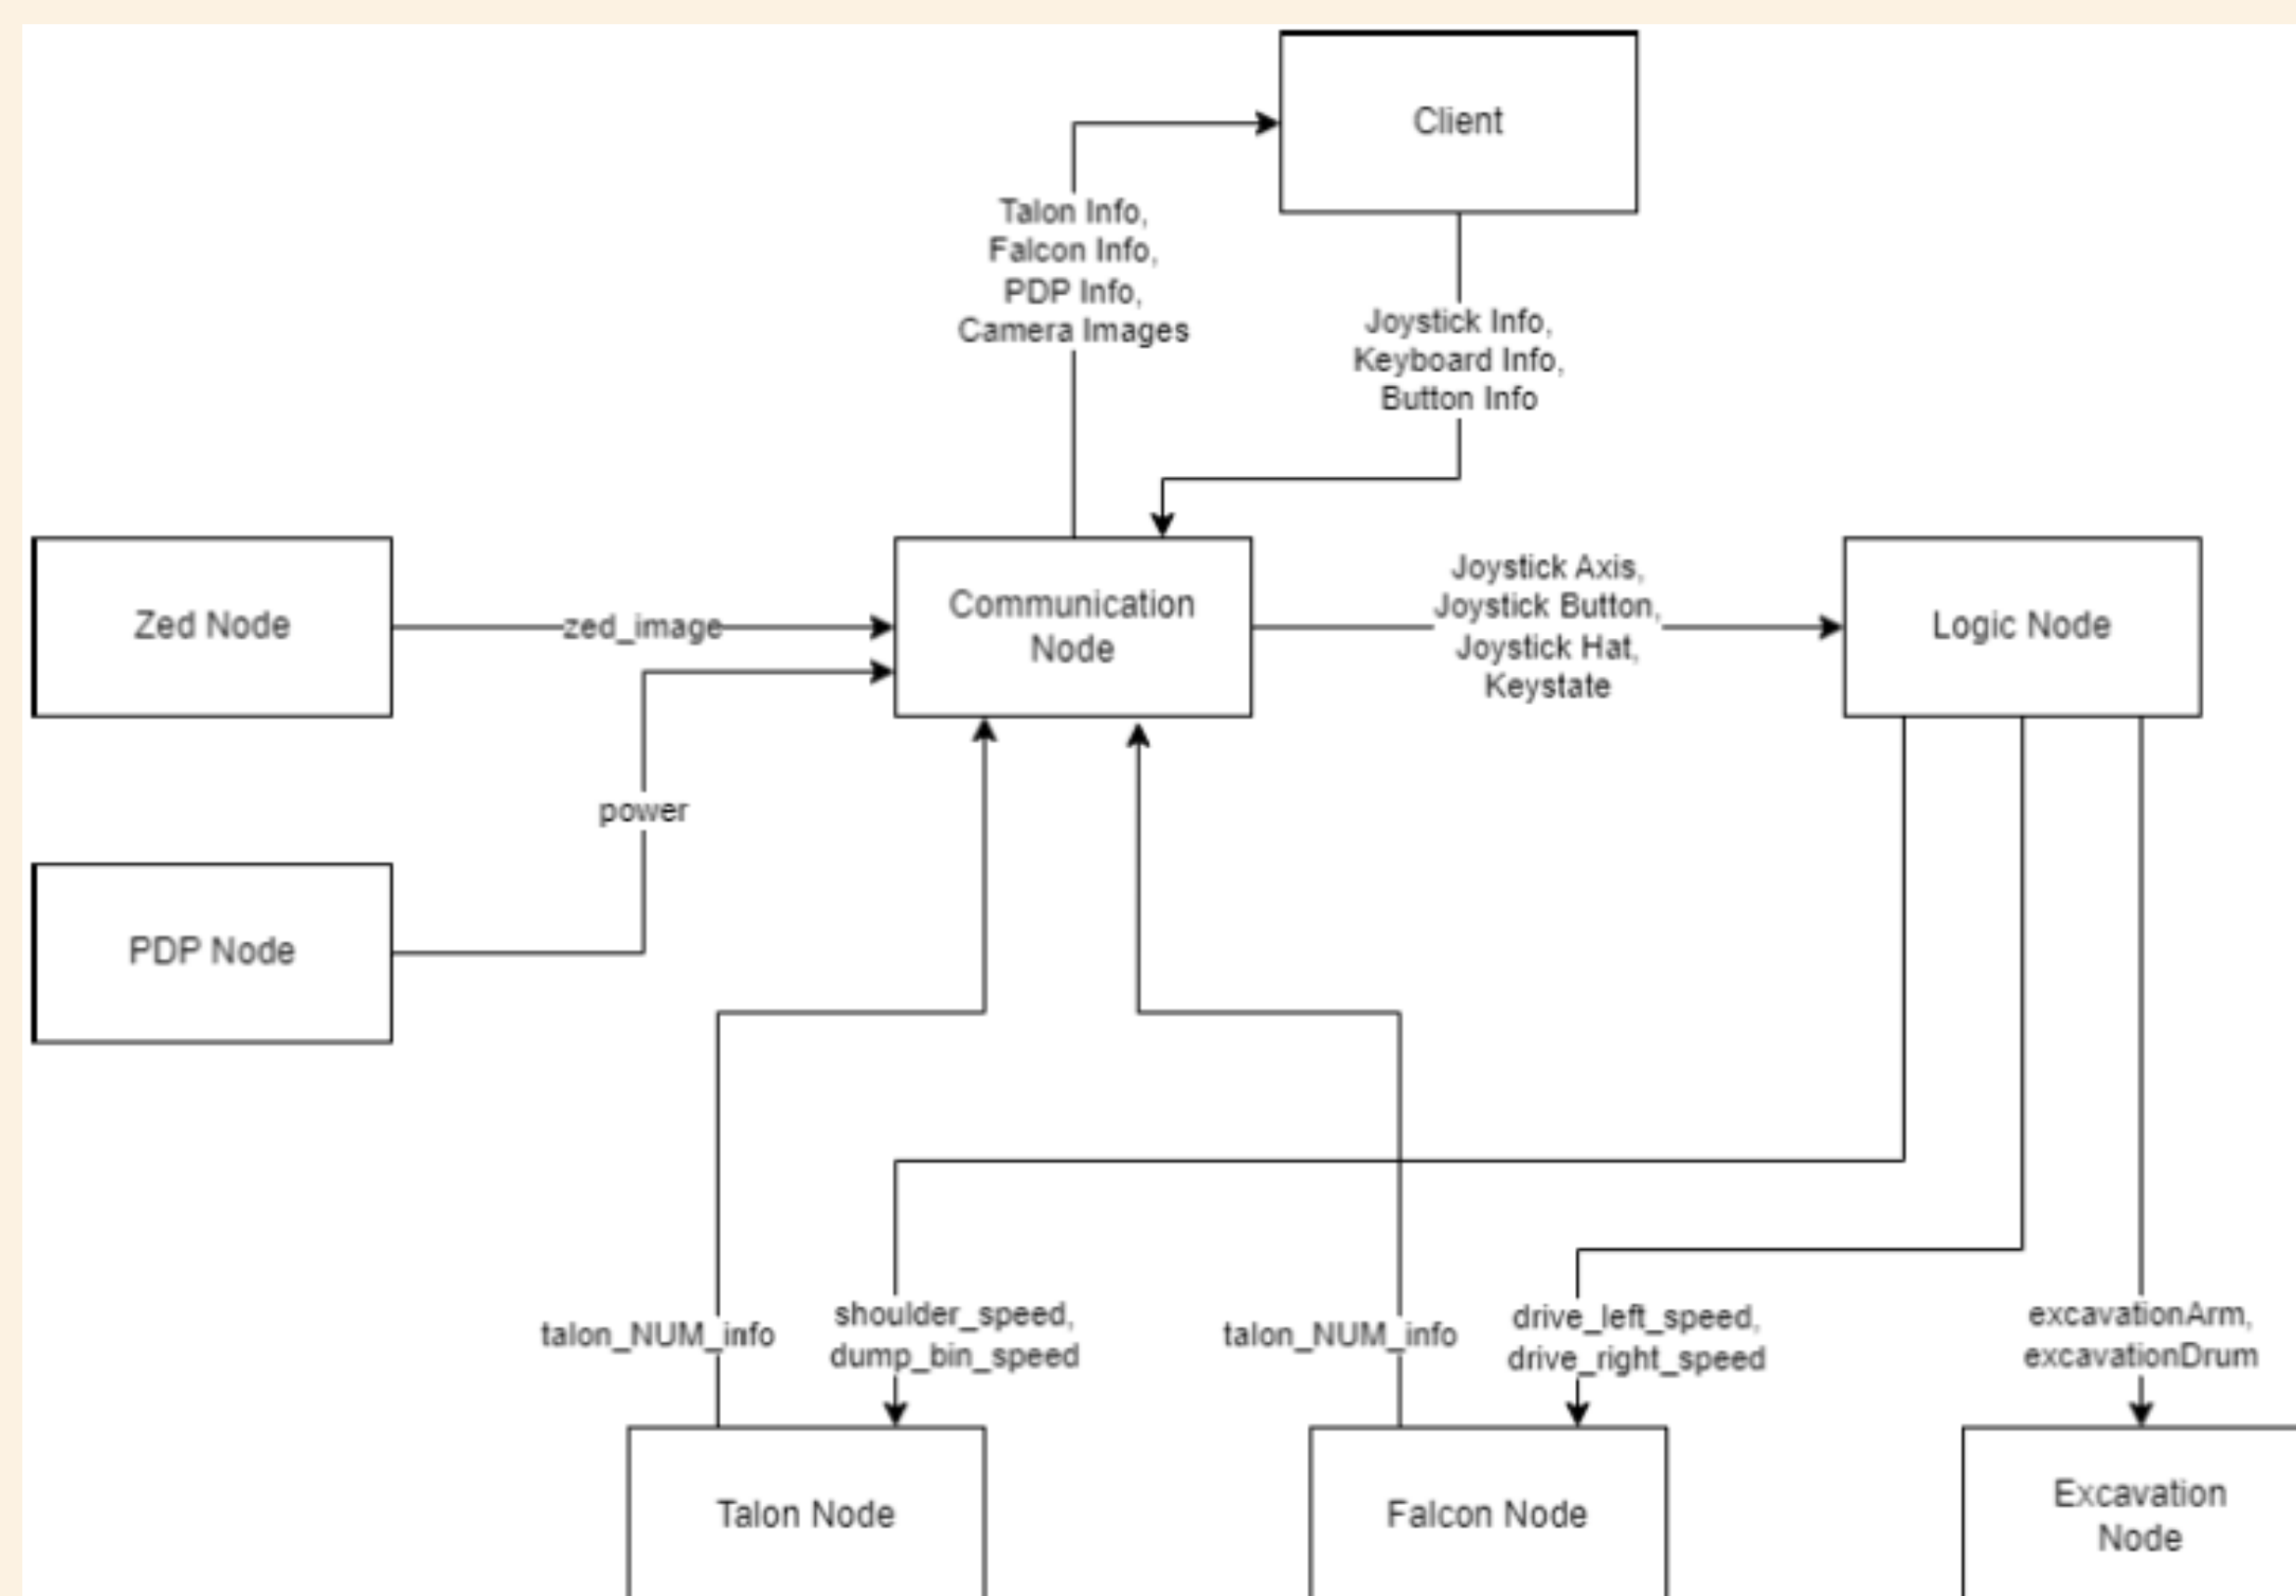 Client
Talon Info,
Falcon Info,
PDP Info,
Camera Images
Joystick Info,
Keyboard Info,
Button Info
Zed Node
zed_image
Communication
Node
Joystick Axis,
Joystick Button,
Joystick Hat,
Keystate
Logic Node
power
PDP Node
talon_NUM_info
shoulder_speed,
dump_bin_speed
talon_NUM_info
drive_left_speed,
drive_right_speed
excavationArm,
excavationDrum
Talon Node
Falcon Node
Excavation
Node